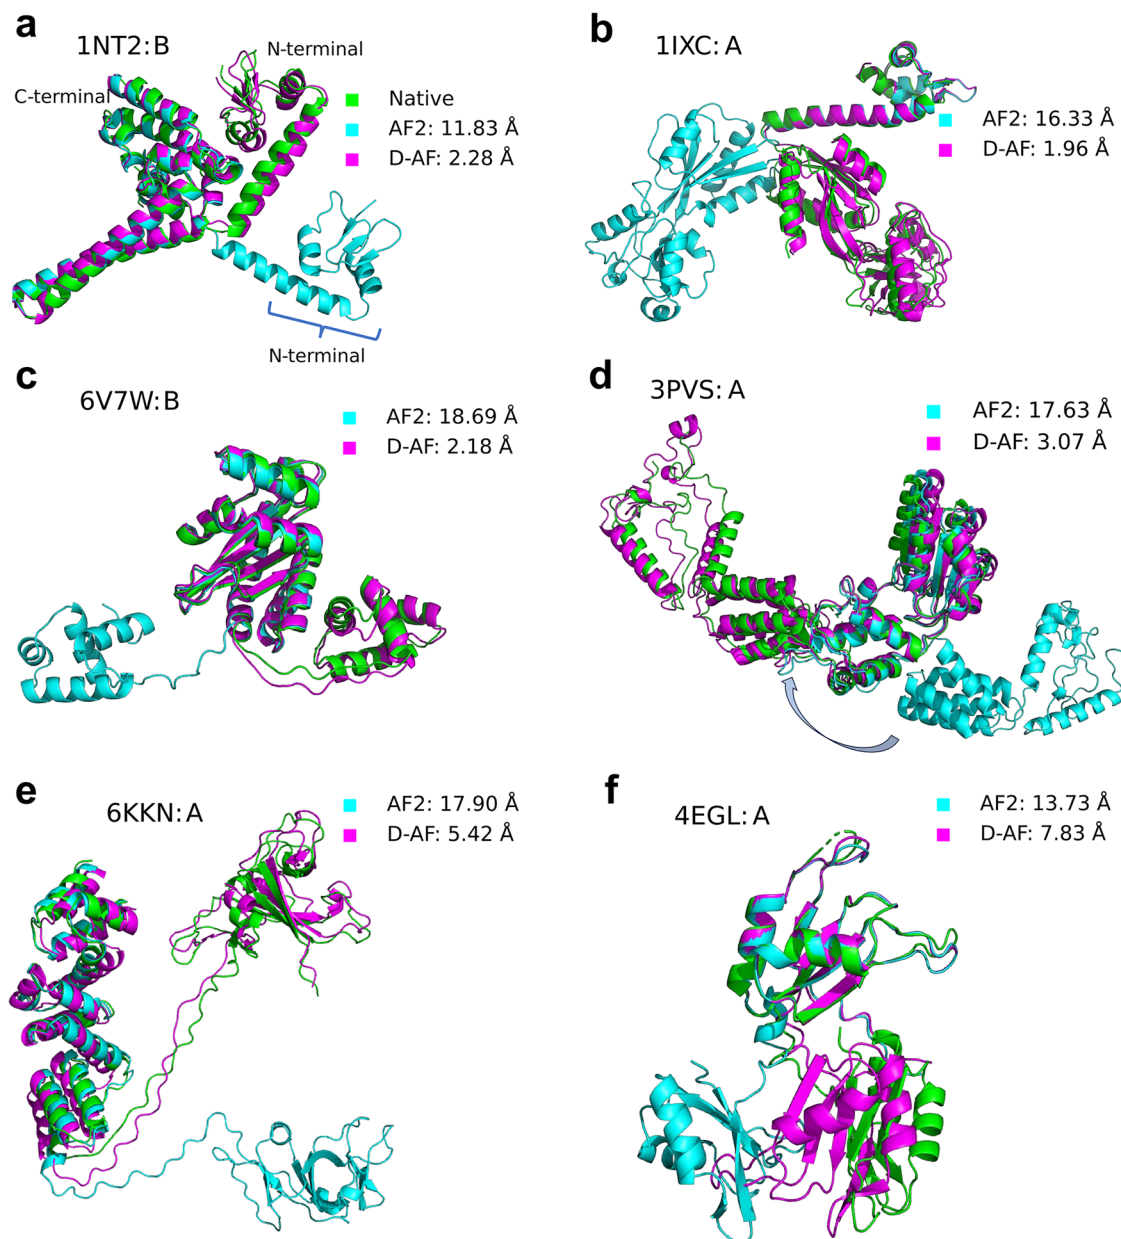 a
1NT2:B
N-terminal
C-terminal
Native
AF2: 11.83 Å
D-AF: 2.28 Å
N-terminal
b
1IXC:A
AF2: 16.33 Å
D-AF: 1.96 Å
c
6V7W:B
AF2: 18.69 Å
D-AF: 2.18 Å
d
3PVS:A
AF2: 17.63 Å
D-AF: 3.07 Å
e
6KKN:A
AF2: 17.90 Å
D-AF: 5.42 Å
f
4EGL:A
AF2: 13.73 Å
D-AF: 7.83 Å